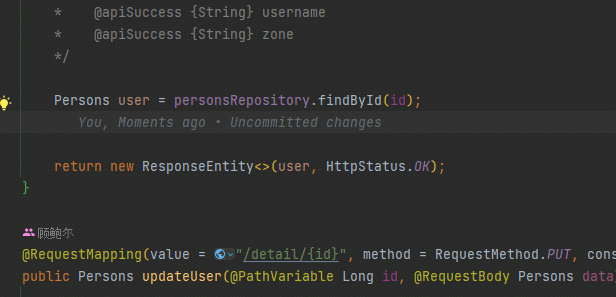 *    @apiSuccess {String} username
*    @apiSuccess {String} zone
*/
Persons user = personsRepository.findById(id);
You, Moments ago • Uncommitted changes
return new ResponseEntity<>(user, HttpStatus.OK);
}
顾鲍尔
@RequestMapping(value = "/detail/{id}", method = RequestMethod.PUT, cons
public Persons updateUser(@PathVariable Long id, @RequestBody Persons data)